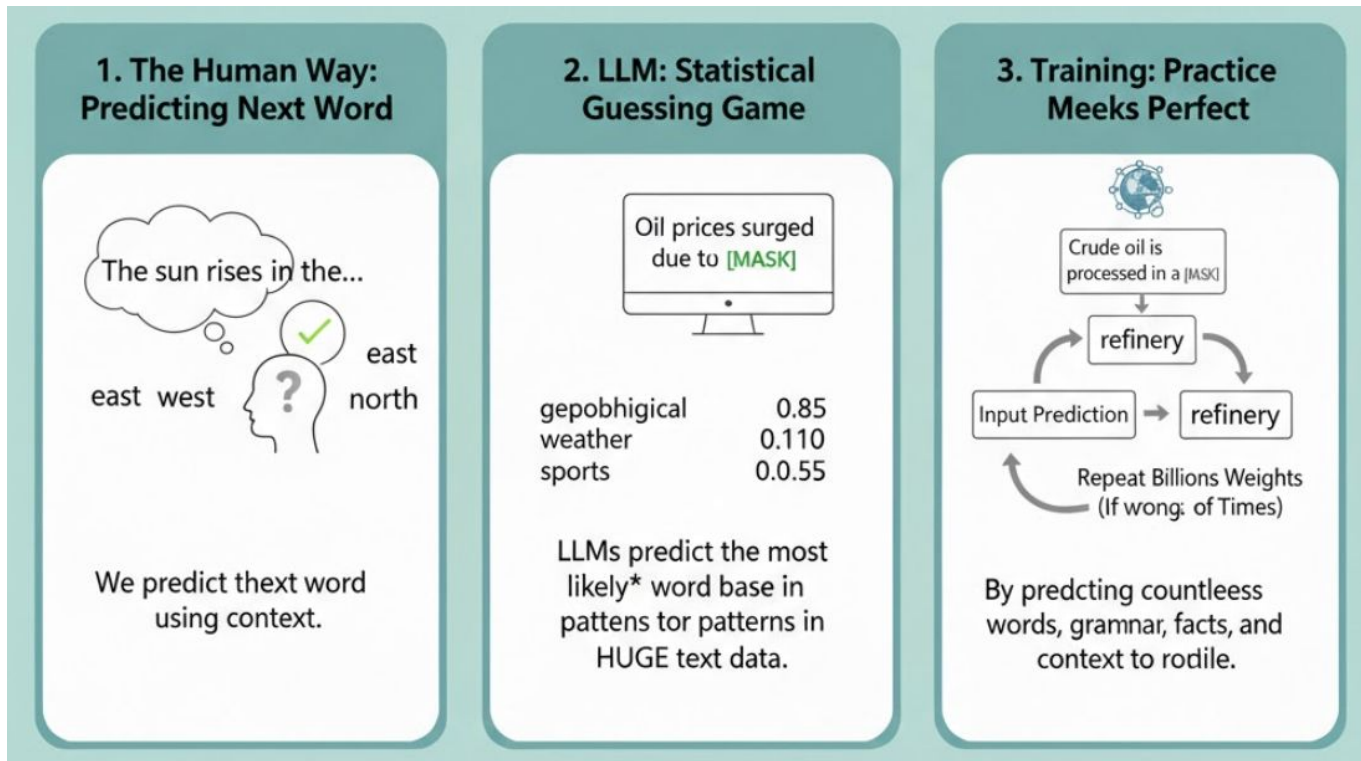 1. The Human Way:
Predicting Next Word
The sun rises in the...
east
east west
north
?
We predict thext word
using context.
2. LLM: Statistical
Guessing Game
Oil prices surged
due to [MASK]
gepobhigical 0.85
weather 0.110
sports 0.0.55
LLMs predict the most
likely* word base in
pattens tor patterns in
HUGE text data.
3. Training: Practice
Meeks Perfect
Crude oil is
processed in a [MSK]
refinery
Input Prediction
refinery
Repeat Billions Weights
(If wong: of Times)
By predcting countleess
words, gramnar, facts, and
context to rodile.